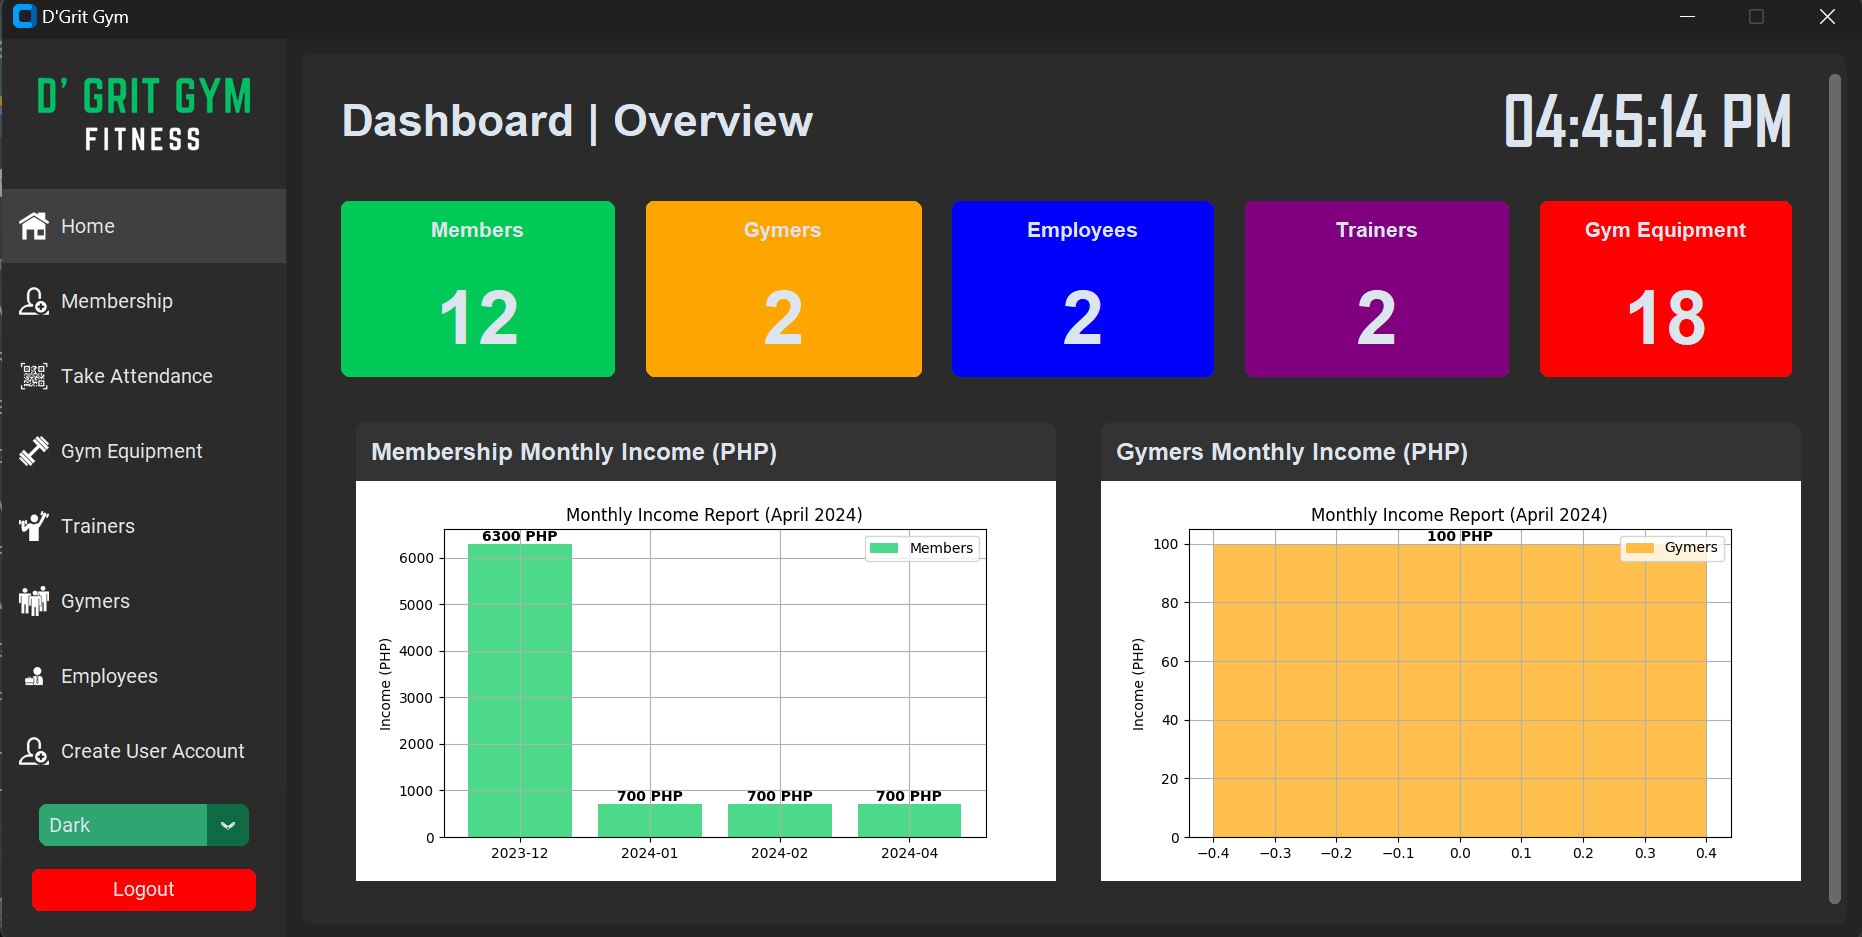 D'Grit Gym
D' GRIT GYM
FITNESS
Home
Membership
Take Attendance
Gym Equipment
Trainers
Gymers
Employees
Create User Account
Dark
Logout
Dashboard | Overview
04:45:14 PM
Members
12
Gymers
2
Employees
2
Trainers
2
Gym Equipment
18
Membership Monthly Income (PHP)
Monthly Income Report (April 2024)
6300 PHP
Members
6000
5000
4000
3000
2000
1000
0
Income (PHP)
700 PHP
700 PHP
700 PHP
2023-12
2024-01
2024-02
2024-04
Gymers Monthly Income (PHP)
Monthly Income Report (April 2024)
100 PHP
Gymers
100
80
60
40
20
0
Income (PHP)
−0.4
−0.3
−0.2
−0.1
0.0
0.1
0.2
0.3
0.4